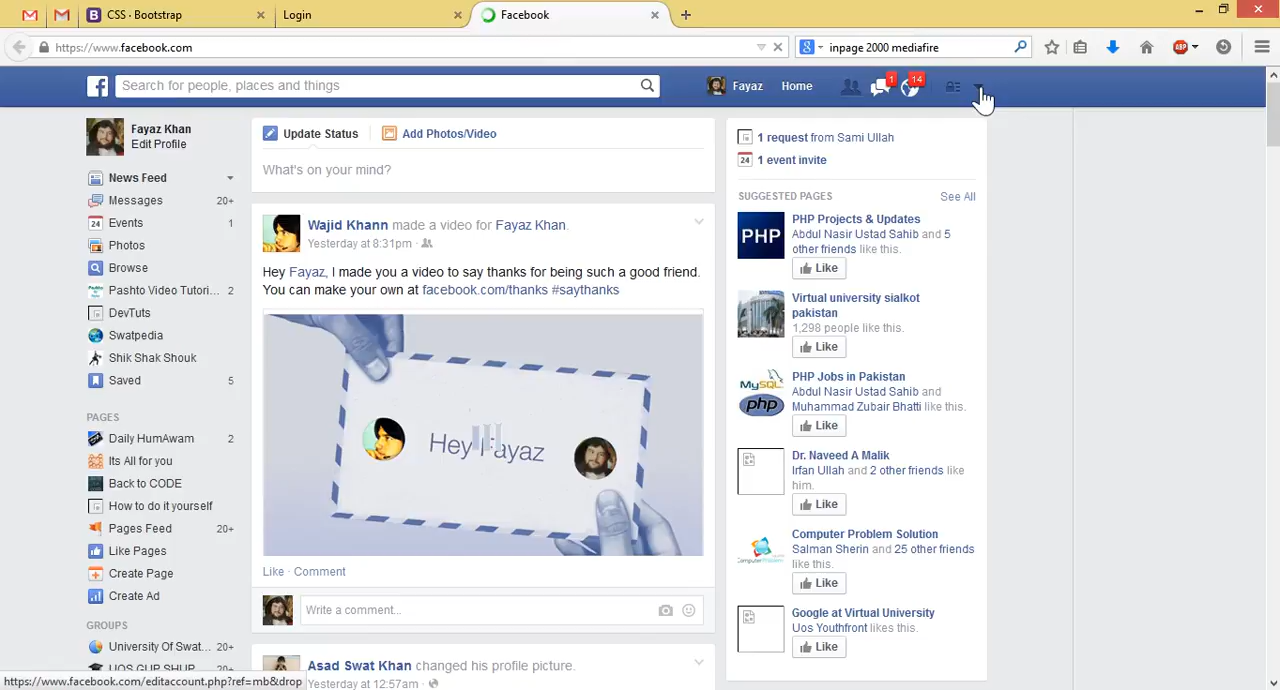 CSS · Bootstrap
Login
Facebook
https://www.facebook.com
inpage 2000 mediafire
ABP
Search for people, places and things
Fayaz
Home
1
14
Fayaz Khan
Edit Profile
News Feed
Messages 20+
Events 1
Photos
Browse
Pashto Video Tutori... 2
DevTuts
Swatpedia
Shik Shak Shouk
Saved 5
PAGES
Daily HumAwam 2
Its All for you
Back to CODE
How to do it yourself
Pages Feed 20+
Like Pages
Create Page
Create Ad
GROUPS
University Of Swat... 20+
UOS GUP SHUP
https://www.facebook.com/editaccount.php?ref=mb&drop
Update Status
Add Photos/Video
What's on your mind?
Wajid Khann made a video for Fayaz Khan.
Yesterday at 8:31pm ·
Hey Fayaz, I made you a video to say thanks for being such a good friend.
You can make your own at facebook.com/thanks #saythanks
Hey Fayaz
Like · Comment
Write a comment...
Asad Swat Khan changed his profile picture.
Yesterday at 12:57am ·
1 request from Sami Ullah
24 1 event invite
SUGGESTED PAGES See All
PHP
PHP Projects & Updates
Abdul Nasir Ustad Sahib and 5
other friends like this.
Like
Virtual university sialkot
pakistan
1,298 people like this.
Like
MySQL
php
PHP Jobs in Pakistan
Abdul Nasir Ustad Sahib and
Muhammad Zubair Bhatti like this.
Like
Dr. Naveed A Malik
Irfan Ullah and 2 other friends like
him.
Like
Computer Problem Solution
Salman Sherin and 25 other friends
like this.
Like
Google at Virtual University
Uos Youthfront likes this.
Like